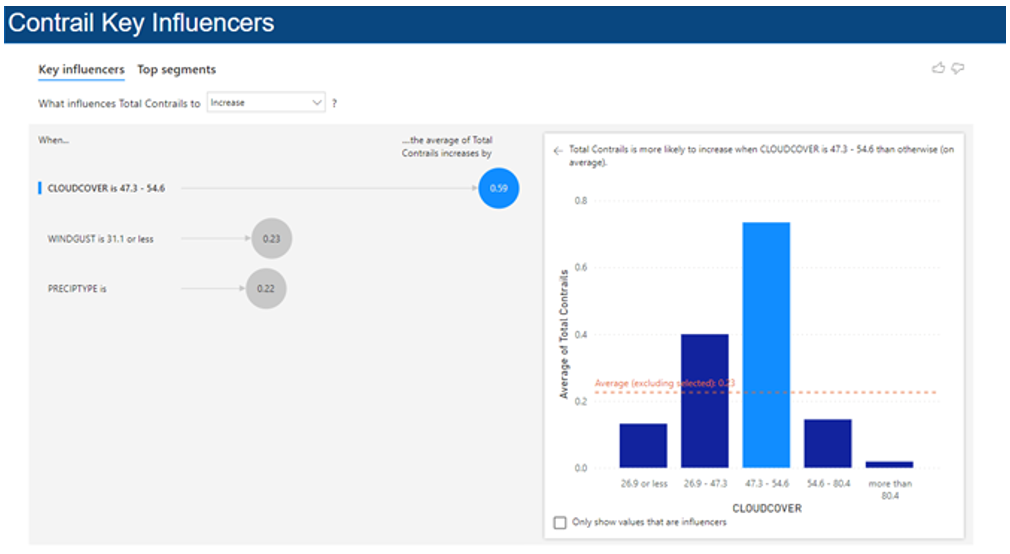 Contrail Key Influencers
Key influencers Top segments
What influences Total Contrails to Increase ?
When...
....the average of Total
Contrails increases by
CLOUDCOVER is 47.3 - 54.6
0.59
WINDGUST is 31.1 or less
0.23
PRECIPTYPE is
0.22
← Total Contrails is more likely to increase when CLOUDCOVER is 47.3 - 54.6 than otherwise (on
average).
Average of Total Contrails
0.8
0.6
0.4
Average (excluding selected): 0.23
0.2
0.0
26.9 or less
26.9 - 47.3
47.3 - 54.6
54.6 - 80.4
more than
80.4
CLOUDCOVER
Only show values that are influencers